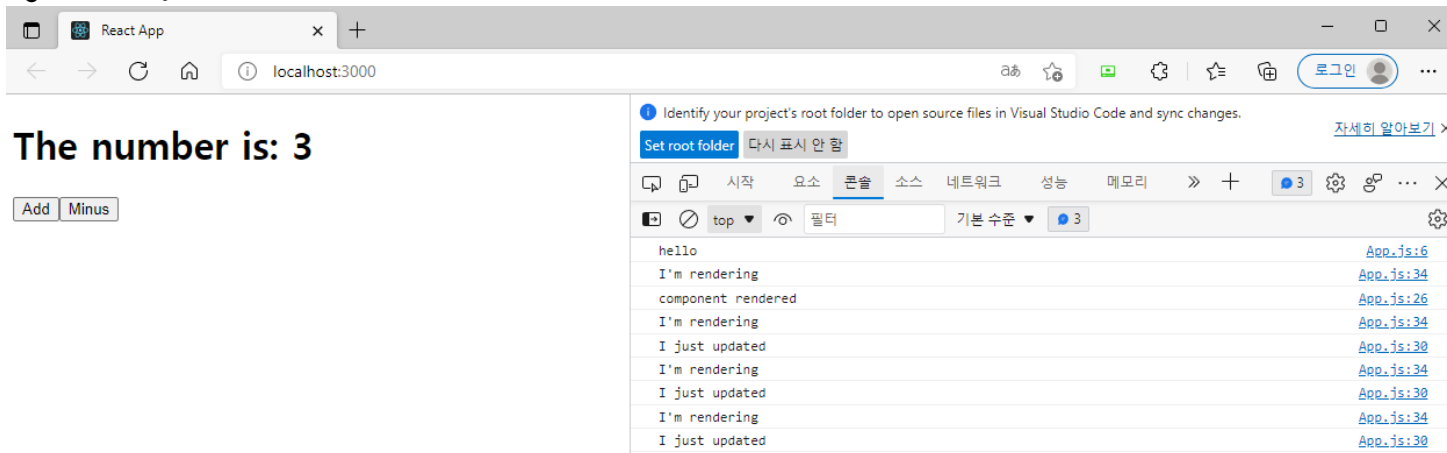 React App
localhost:3000
aあ
로그인
The number is: 3
Add Minus
Identify your project's root folder to open source files in Visual Studio Code and sync changes.
자세히 알아보기
Set root folder 다시 표시 안 함
시작 요소 콘솔 소스 네트워크 성능 메모리 3
top 필터 기본 수준 3
hello App.js:6
I'm rendering App.js:34
component rendered App.js:26
I'm rendering App.js:34
I just updated App.js:30
I'm rendering App.js:34
I just updated App.js:30
I'm rendering App.js:34
I just updated App.js:30